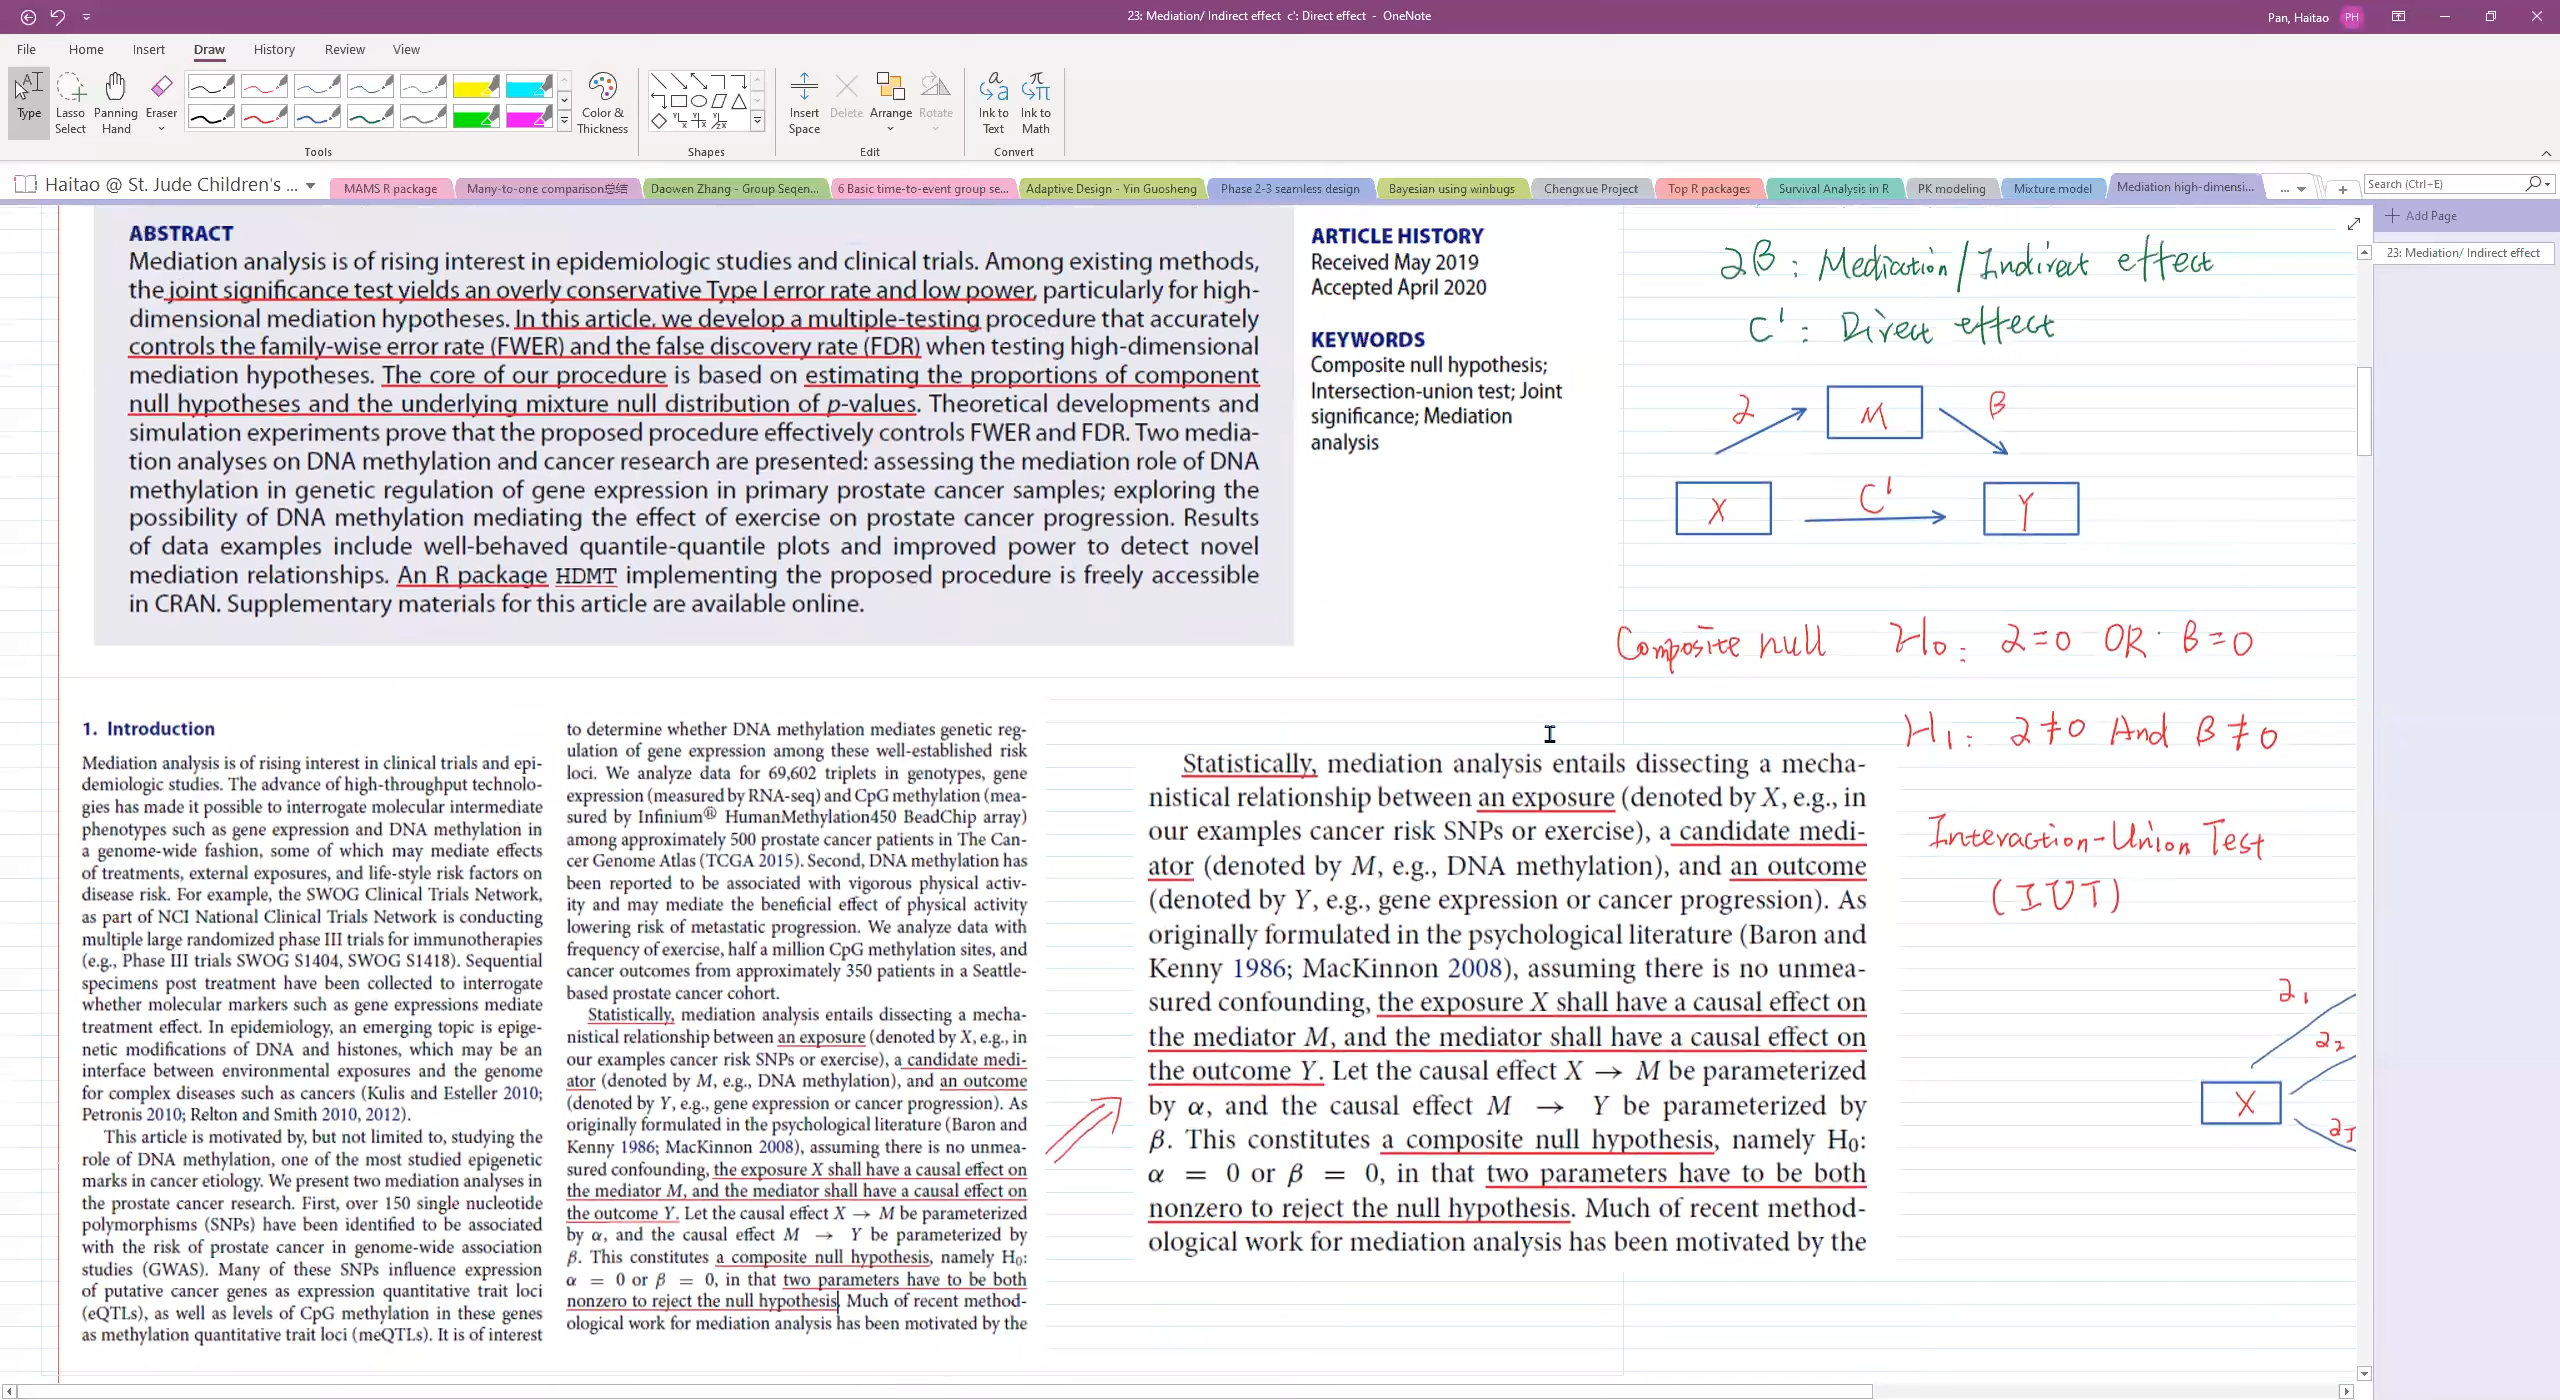 23: Mediation/ Indirect effect  c': Direct effect  -  OneNote
Pan, Haitao
PH
File
Home
Insert
Draw
History
Review
View
Type
Lasso Select
Panning Hand
Eraser
Color & Thickness
Insert Space
Delete
Arrange
Rotate
Ink to Text
Ink to Math
Tools
Shapes
Edit
Convert
Haitao @ St. Jude Children's ...
MAMS R package
Many-to-one comparison总结
Daowen Zhang - Group Seqen...
6 Basic time-to-event group se...
Adaptive Design - Yin Guosheng
Phase 2-3 seamless design
Bayesian using winbugs
Chengxue Project
Top R packages
Survival Analysis in R
PK modeling
Mixture model
Mediation high-dimensi...
...
Search (Ctrl+E)
Add Page
23: Mediation/ Indirect effect
ABSTRACT
Mediation analysis is of rising interest in epidemiologic studies and clinical trials. Among existing methods,
the joint significance test yields an overly conservative Type I error rate and low power, particularly for high-
dimensional mediation hypotheses. In this article, we develop a multiple-testing procedure that accurately
controls the family-wise error rate (FWER) and the false discovery rate (FDR) when testing high-dimensional
mediation hypotheses. The core of our procedure is based on estimating the proportions of component
null hypotheses and the underlying mixture null distribution of p-values. Theoretical developments and
simulation experiments prove that the proposed procedure effectively controls FWER and FDR. Two media-
tion analyses on DNA methylation and cancer research are presented: assessing the mediation role of DNA
methylation in genetic regulation of gene expression in primary prostate cancer samples; exploring the
possibility of DNA methylation mediating the effect of exercise on prostate cancer progression. Results
of data examples include well-behaved quantile-quantile plots and improved power to detect novel
mediation relationships. An R package HDMT implementing the proposed procedure is freely accessible
in CRAN. Supplementary materials for this article are available online.
ARTICLE HISTORY
Received May 2019
Accepted April 2020
KEYWORDS
Composite null hypothesis;
Intersection-union test; Joint
significance; Mediation
analysis
αβ : Mediation/Indirect effect
C' : Direct effect
α
M
β
X
C'
Y
Composite null H0: α=0 OR β=0
H1: α≠0 And β≠0
Interaction-Union Test
(IUT)
α1
α2
X
αJ
1. Introduction
Mediation analysis is of rising interest in clinical trials and epi-
demiologic studies. The advance of high-throughput technolo-
gies has made it possible to interrogate molecular intermediate
phenotypes such as gene expression and DNA methylation in
a genome-wide fashion, some of which may mediate effects
of treatments, external exposures, and life-style risk factors on
disease risk. For example, the SWOG Clinical Trials Network,
as part of NCI National Clinical Trials Network is conducting
multiple large randomized phase III trials for immunotherapies
(e.g., Phase III trials SWOG S1404, SWOG S1418). Sequential
specimens post treatment have been collected to interrogate
whether molecular markers such as gene expressions mediate
treatment effect. In epidemiology, an emerging topic is epige-
netic modifications of DNA and histones, which may be an
interface between environmental exposures and the genome
for complex diseases such as cancers (Kulis and Esteller 2010;
Petronis 2010; Relton and Smith 2010, 2012).
This article is motivated by, but not limited to, studying the
role of DNA methylation, one of the most studied epigenetic
marks in cancer etiology. We present two mediation analyses in
the prostate cancer research. First, over 150 single nucleotide
polymorphisms (SNPs) have been identified to be associated
with the risk of prostate cancer in genome-wide association
studies (GWAS). Many of these SNPs influence expression
of putative cancer genes as expression quantitative trait loci
(eQTLs), as well as levels of CpG methylation in these genes
as methylation quantitative trait loci (meQTLs). It is of interest
to determine whether DNA methylation mediates genetic reg-
ulation of gene expression among these well-established risk
loci. We analyze data for 69,602 triplets in genotypes, gene
expression (measured by RNA-seq) and CpG methylation (mea-
sured by Infinium® HumanMethylation450 BeadChip array)
among approximately 500 prostate cancer patients in The Can-
cer Genome Atlas (TCGA 2015). Second, DNA methylation has
been reported to be associated with vigorous physical activ-
ity and may mediate the beneficial effect of physical activity
lowering risk of metastatic progression. We analyze data with
frequency of exercise, half a million CpG methylation sites, and
cancer outcomes from approximately 350 patients in a Seattle-
based prostate cancer cohort.
Statistically, mediation analysis entails dissecting a mecha-
nistical relationship between an exposure (denoted by X, e.g., in
our examples cancer risk SNPs or exercise), a candidate medi-
ator (denoted by M, e.g., DNA methylation), and an outcome
(denoted by Y, e.g., gene expression or cancer progression). As
originally formulated in the psychological literature (Baron and
Kenny 1986; MacKinnon 2008), assuming there is no unmea-
sured confounding, the exposure X shall have a causal effect on
the mediator M, and the mediator shall have a causal effect on
the outcome Y. Let the causal effect X → M be parameterized
by α, and the causal effect M → Y be parameterized by
β. This constitutes a composite null hypothesis, namely H0:
α = 0 or β = 0, in that two parameters have to be both
nonzero to reject the null hypothesis. Much of recent method-
ological work for mediation analysis has been motivated by the
Statistically, mediation analysis entails dissecting a mecha-
nistical relationship between an exposure (denoted by X, e.g., in
our examples cancer risk SNPs or exercise), a candidate medi-
ator (denoted by M, e.g., DNA methylation), and an outcome
(denoted by Y, e.g., gene expression or cancer progression). As
originally formulated in the psychological literature (Baron and
Kenny 1986; MacKinnon 2008), assuming there is no unmea-
sured confounding, the exposure X shall have a causal effect on
the mediator M, and the mediator shall have a causal effect on
the outcome Y. Let the causal effect X → M be parameterized
by α, and the causal effect M → Y be parameterized by
β. This constitutes a composite null hypothesis, namely H0:
α = 0 or β = 0, in that two parameters have to be both
nonzero to reject the null hypothesis. Much of recent method-
ological work for mediation analysis has been motivated by the